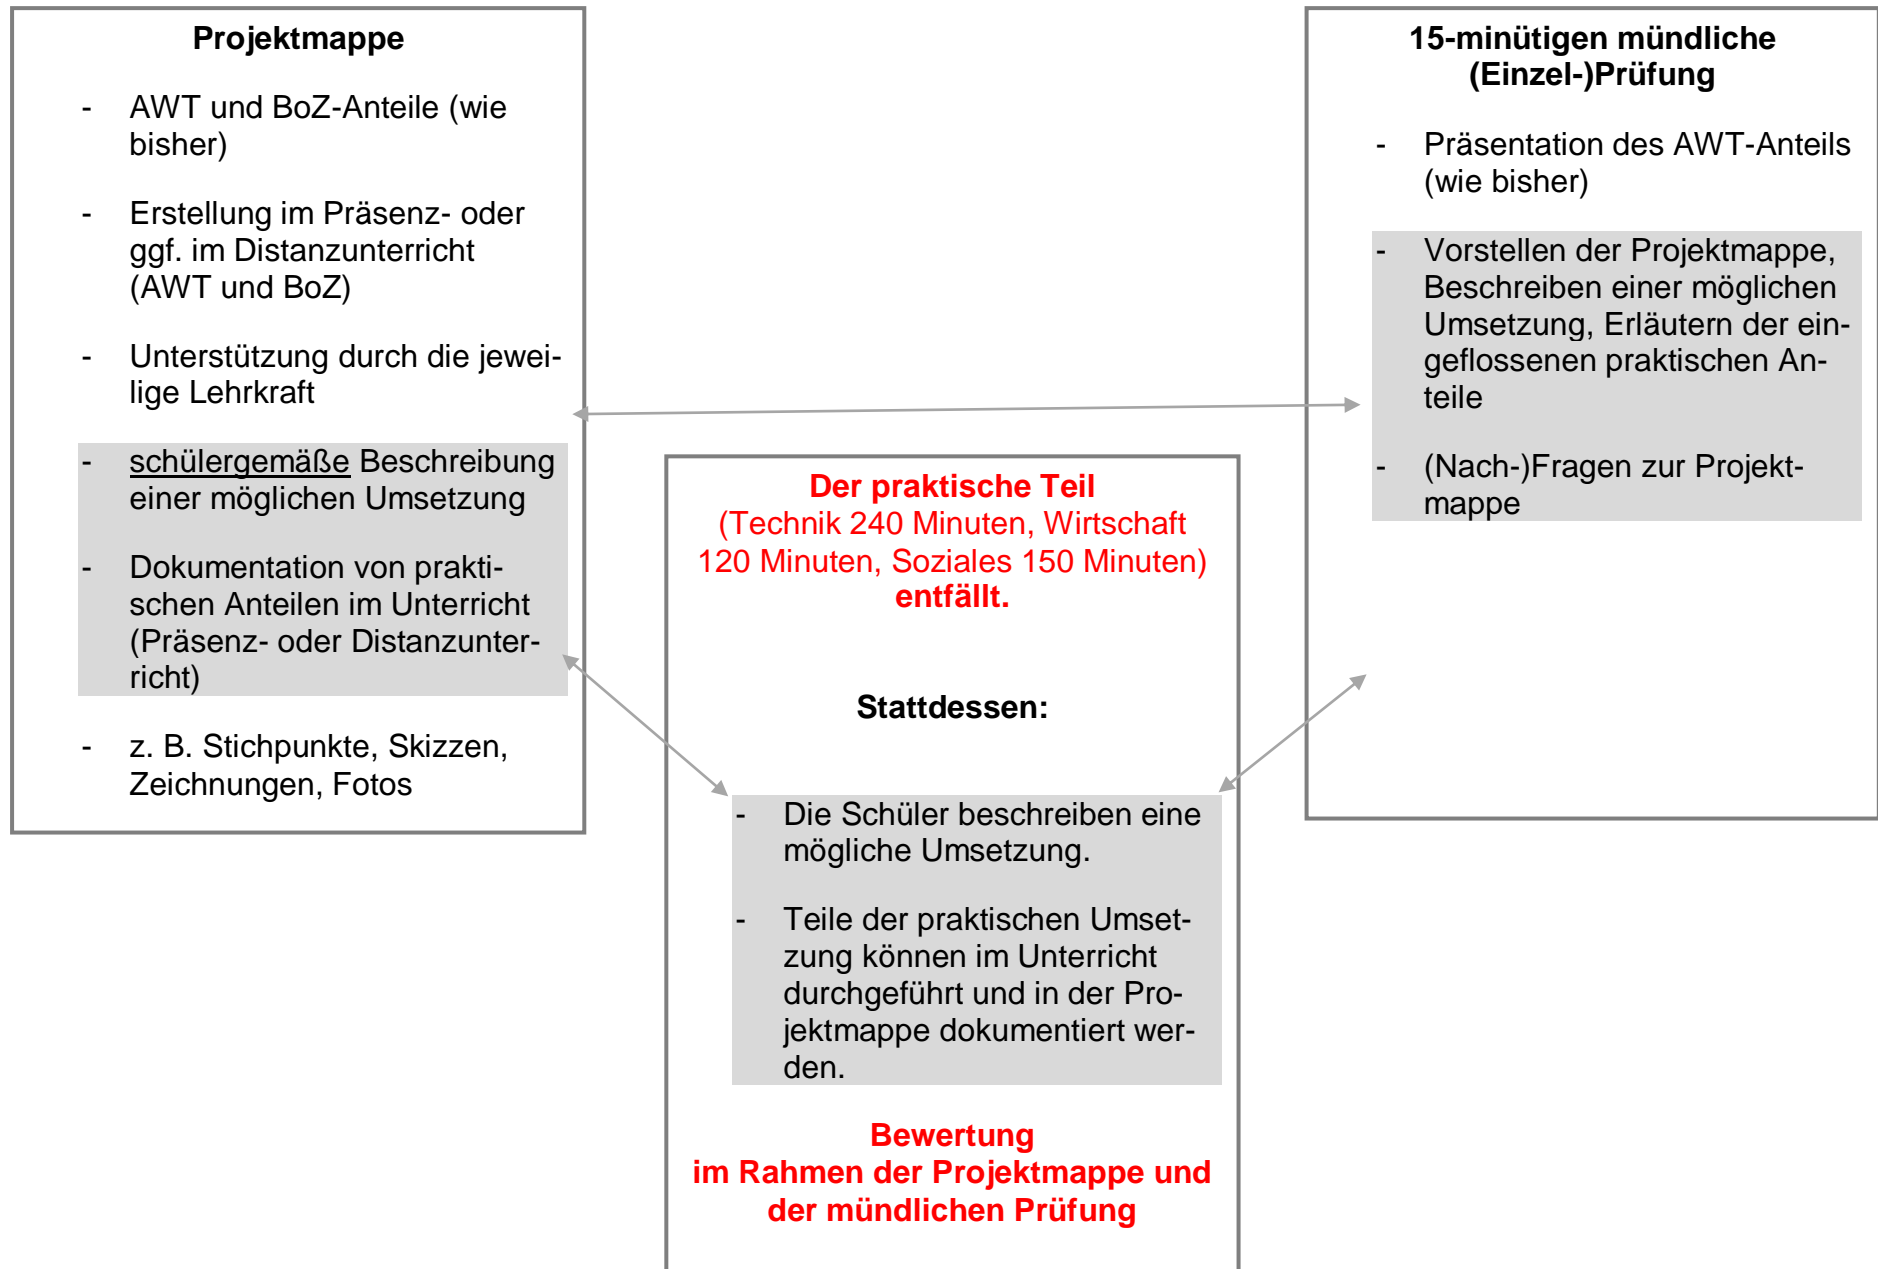 Projektmappe
- AWT und BoZ-Anteile (wie
bisher)
- Erstellung im Präsenz- oder
ggf. im Distanzunterricht
(AWT und BoZ)
- Unterstützung durch die jewei-
lige Lehrkraft
- schülergemäße Beschreibung
einer möglichen Umsetzung
- Dokumentation von prakti-
schen Anteilen im Unterricht
(Präsenz- oder Distanzunter-
richt)
- z. B. Stichpunkte, Skizzen,
Zeichnungen, Fotos
Der praktische Teil
(Technik 240 Minuten, Wirtschaft
120 Minuten, Soziales 150 Minuten)
entfällt.
Stattdessen:
- Die Schüler beschreiben eine
mögliche Umsetzung.
- Teile der praktischen Umset-
zung können im Unterricht
durchgeführt und in der Pro-
jektmappe dokumentiert wer-
den.
Bewertung
im Rahmen der Projektmappe und
der mündlichen Prüfung
15-minütigen mündliche
(Einzel-)Prüfung
- Präsentation des AWT-Anteils
(wie bisher)
- Vorstellen der Projektmappe,
Beschreiben einer möglichen
Umsetzung, Erläutern der ein-
geflossenen praktischen An-
teile
- (Nach-)Fragen zur Projekt-
mappe